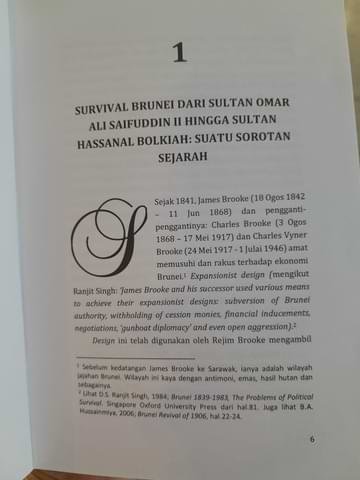 1
SURVIVAL BRUNEI DARI SULTAN OMAR
ALI SAIFUDDIN II HINGGA SULTAN
HASSANAL BOLKIAH: SUATU SOROTAN
SEJARAH
Sejak 1841, James Brooke (18 Ogos 1842
– 11 Jun 1868) dan pengganti-
penggantinya: Charles Brooke (3 Ogos
1868 – 17 Mei 1917) dan Charles Vyner
Brooke (24 Mei 1917 - 1 Julai 1946) amat
memusuhi dan rakus terhadap ekonomi
Brunei.¹ Expansionist design (mengikut
Ranjit Singh: 'James Brooke and his successor used various means
to achieve their expansionist designs: subversion of Brunei
authority, withholding of cession monies, financial inducements,
negotiations, 'gunboat diplomacy' and even open aggression).²
Design ini telah digunakan oleh Rejim Brooke mengambil
¹ Sebelum kedatangan James Brooke ke Sarawak, ianya adalah wilayah
jajahan Brunei. Wilayah ini kaya dengan antimoni, emas, hasil hutan dan
sebagainya.
² Lihat D.S. Ranjit Singh, 1984; Brunei 1839-1983, The Problems of Political
Survival. Singapore Oxford University Press dari hal.81. Juga lihat B.A.
Hussainmiya, 2006; Brunei Revival of 1906, hal.22-24.
6